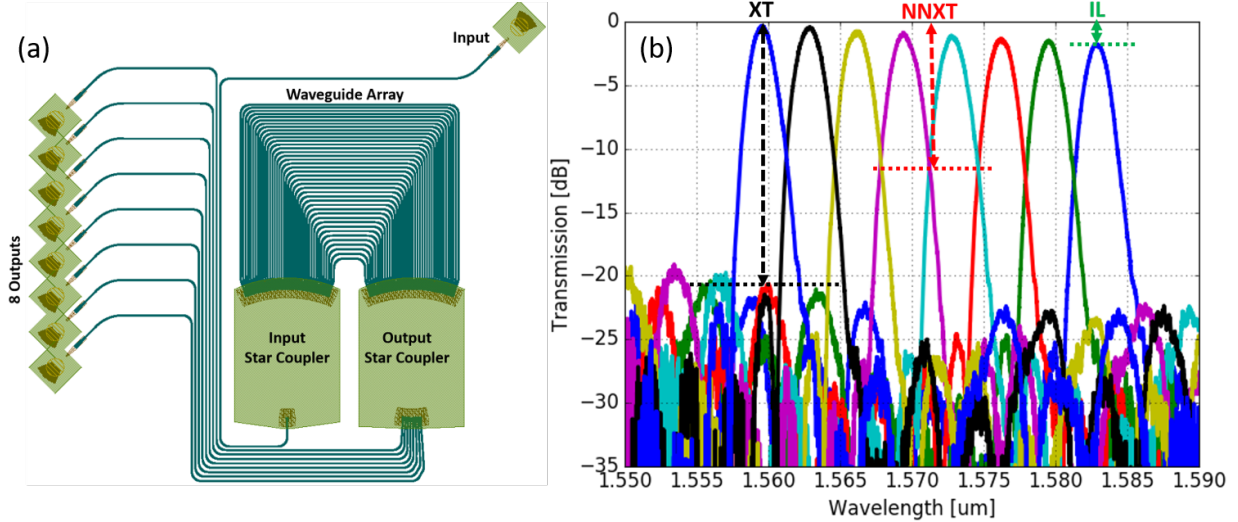 (a)
Input
Waveguide Array
8 Outputs
Input
Star Coupler
Output
Star Coupler
(b)
XT
NNXT
IL
Transmission [dB]
0
−5
−10
−15
−20
−25
−30
−35
1.550
1.555
1.560
1.565
1.570
1.575
1.580
1.585
1.590
Wavelength [um]